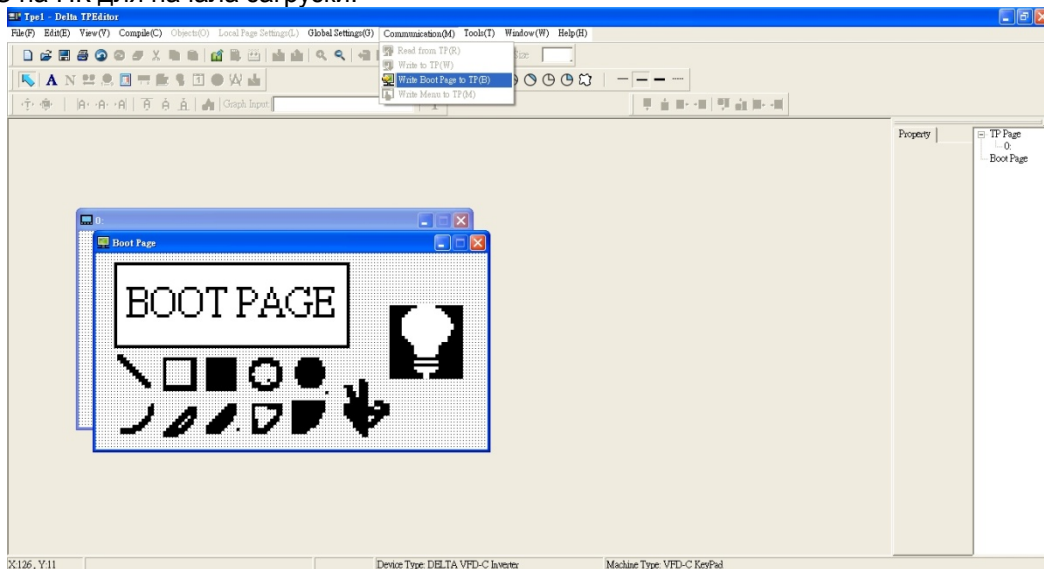 на ПК для начала загрузки.
Tpe1 - Delta TPEditor
File(F) Edit(E) View(V) Compile(C) Objects(O) Local Page Settings(L) Global Settings(G) Communication(M) Tools(T) Window(W) Help(H)
Read from TP(R)
Write to TP(W)
Write Boot Page to TP(B)
Write Menu to TP(M)
Graph Input:
Property
TP Page
0:
Boot Page
0:
Boot Page
BOOT PAGE
X:126, Y:11
Device Type: DELTA VFD-C Inverter
Machine Type: VFD-C KeyPad